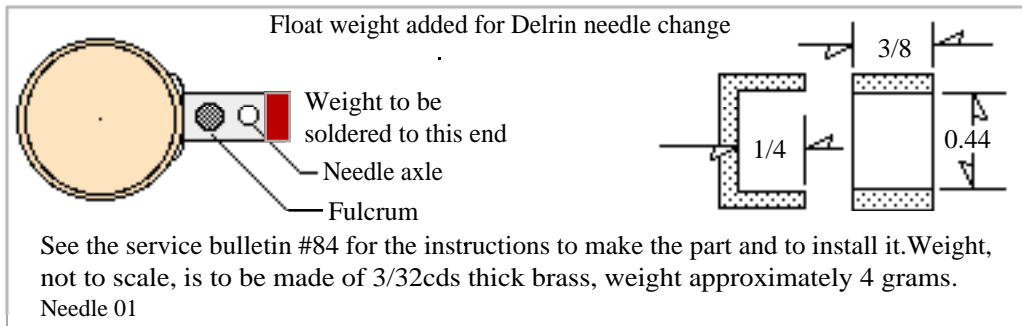 Float weight added for Delrin needle change
3/8
Weight to be
soldered to this end
1/4
0.44
Needle axle
Fulcrum
See the service bulletin #84 for the instructions to make the part and to install it.Weight,
not to scale, is to be made of 3/32cds thick brass, weight approximately 4 grams.
Needle 01